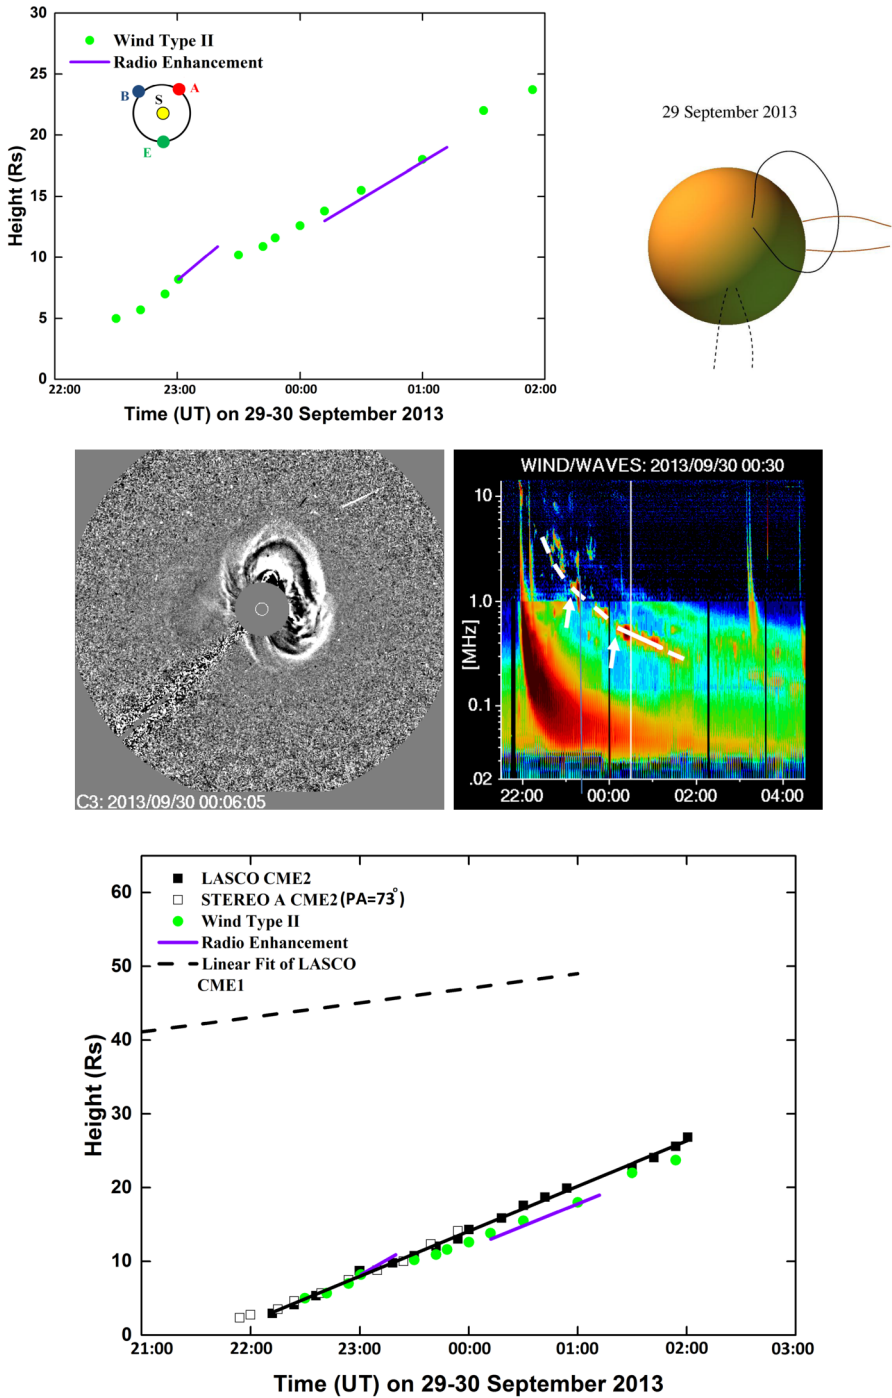 30
25
20
15
10
5
0
Height (Rs)
Wind Type II
Radio Enhancement
B
A
S
E
22:00
23:00
00:00
01:00
02:00
Time (UT) on 29-30 September 2013
29 September 2013
C3: 2013/09/30 00:06:05
WIND/WAVES: 2013/09/30 00:30
10
1.0
0.1
.02
[MHz]
22:00
00:00
02:00
04:00
60
50
40
30
20
10
0
Height (Rs)
LASCO CME2
STEREO A CME2 (PA=73°)
Wind Type II
Radio Enhancement
Linear Fit of LASCO
CME1
21:00
22:00
23:00
00:00
01:00
02:00
03:00
Time (UT) on 29-30 September 2013